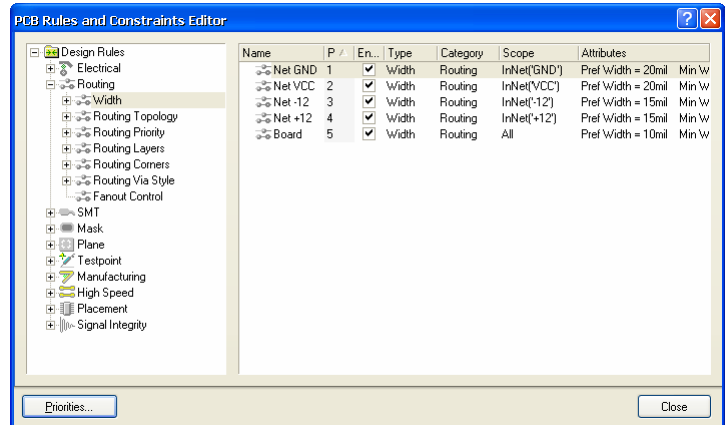 PCB Rules and Constraints Editor
Design Rules
Electrical
Routing
Width
Routing Topology
Routing Priority
Routing Layers
Routing Corners
Routing Via Style
Fanout Control
SMT
Mask
Plane
Testpoint
Manufacturing
High Speed
Placement
Signal Integrity
Name P En... Type Category Scope Attributes
Net GND 1 Width Routing InNet('GND') Pref Width = 20mil Min W
Net VCC 2 Width Routing InNet('VCC') Pref Width = 20mil Min W
Net -12 3 Width Routing InNet('-12') Pref Width = 15mil Min W
Net +12 4 Width Routing InNet('+12') Pref Width = 15mil Min W
Board 5 Width Routing All Pref Width = 10mil Min W
Priorities...
Close